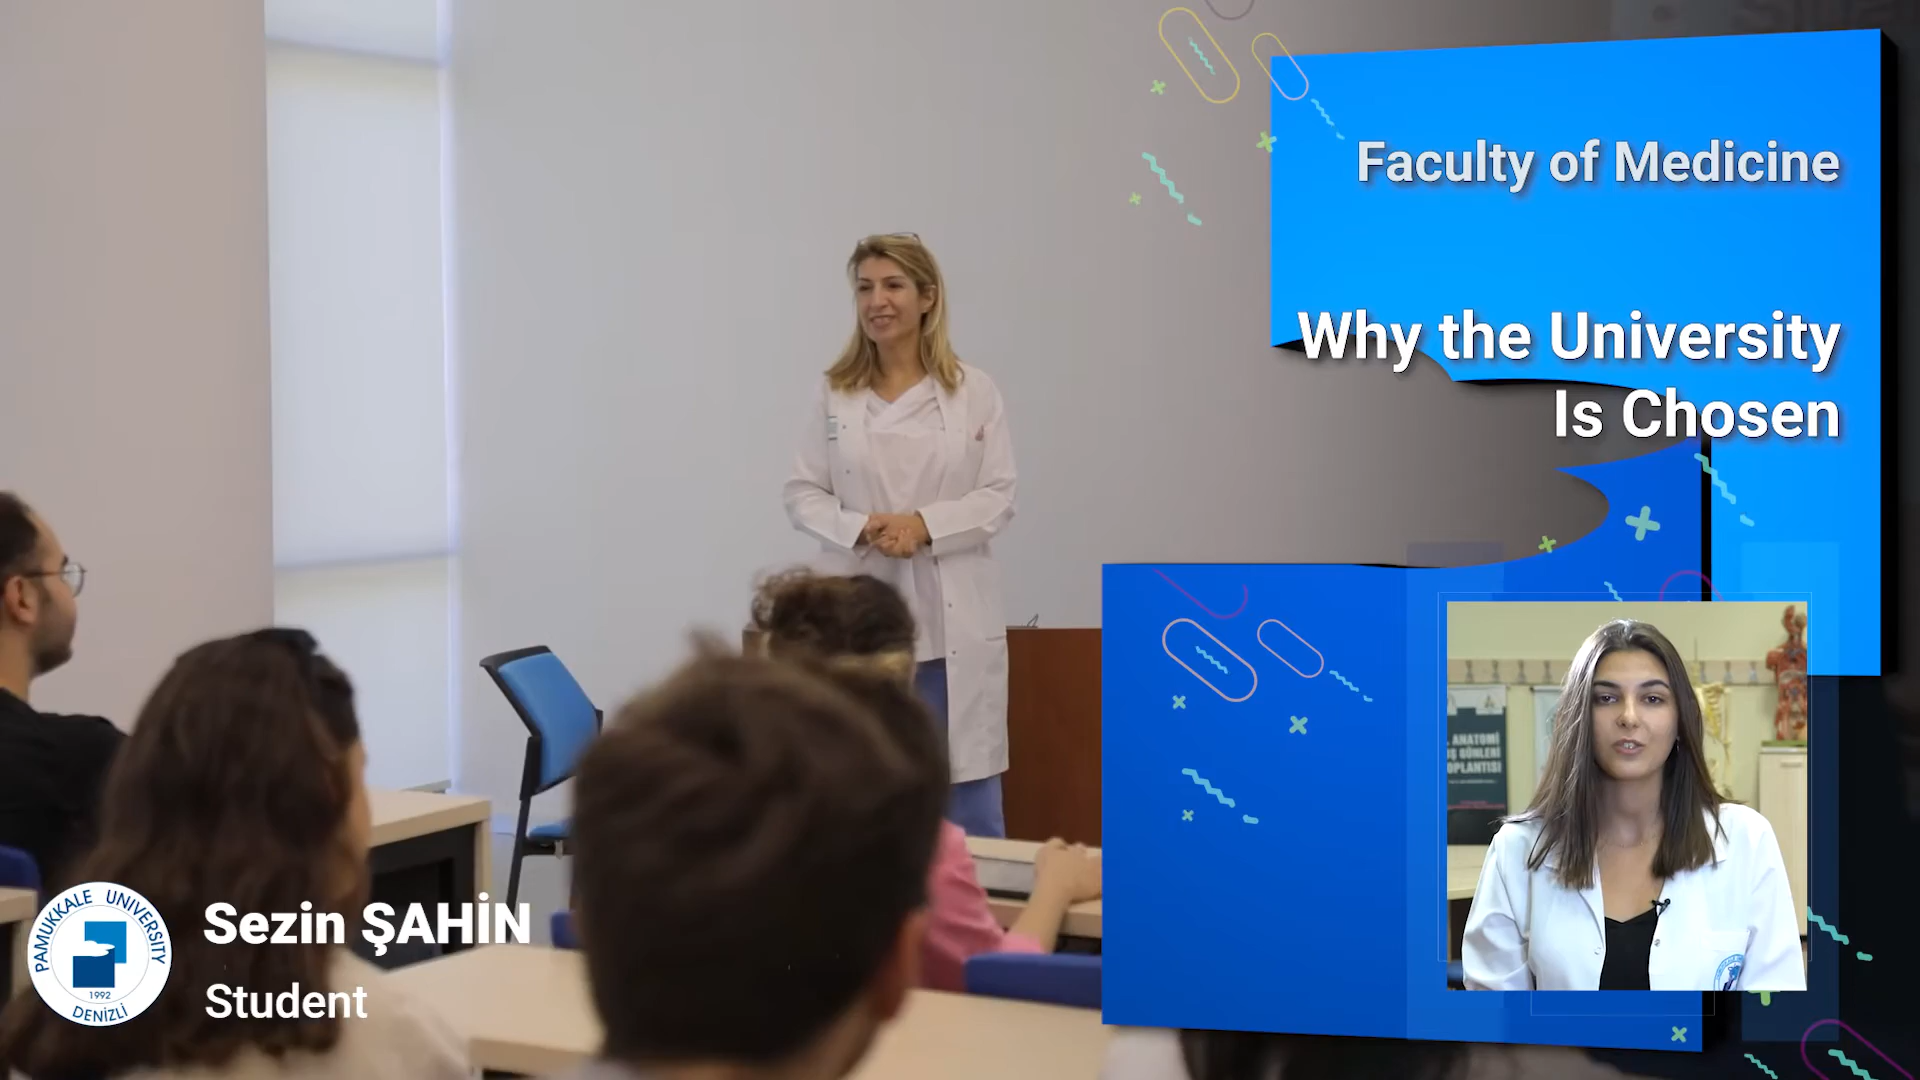 Faculty of Medicine
Why the University
Is Chosen
ANATOMİ
GÜNLERİ
OPLANTISI
PAMUKKALE UNIVERSITY
1992
DENİZLİ
Sezin ŞAHİN
Student